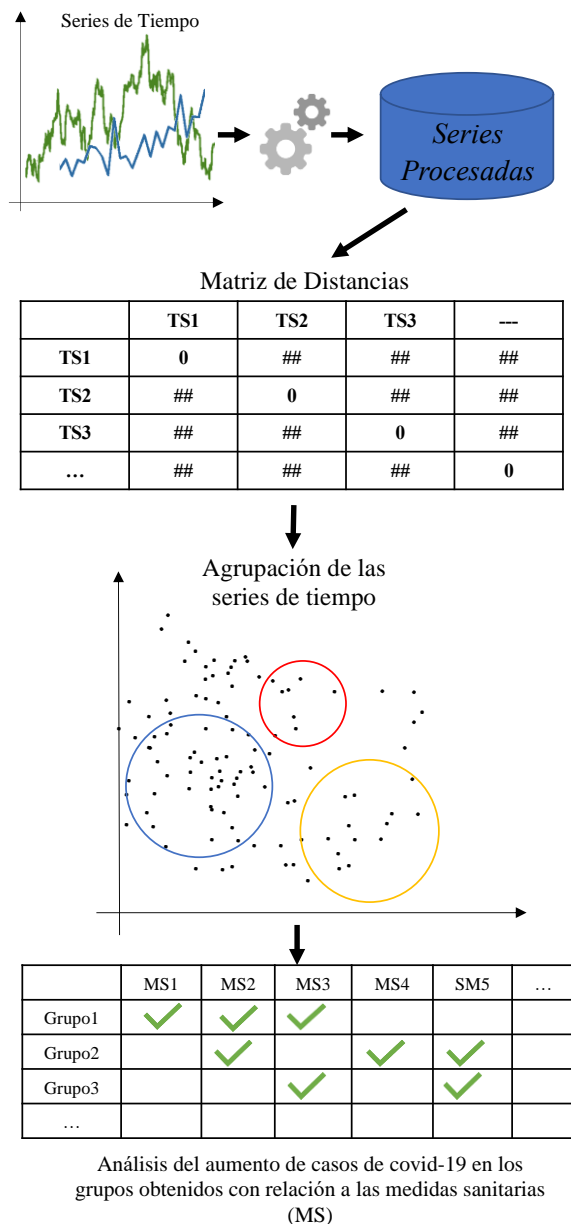 Series de Tiempo
Series
Procesadas
Matriz de Distancias
TS1 TS2 TS3 ---
TS1 0 ## ## ##
TS2 ## 0 ## ##
TS3 ## ## 0 ##
… ## ## ## 0
Agrupación de las
series de tiempo
MS1 MS2 MS3 MS4 SM5 …
Grupo1
Grupo2
Grupo3
…
Análisis del aumento de casos de covid-19 en los
grupos obtenidos con relación a las medidas sanitarias
(MS)